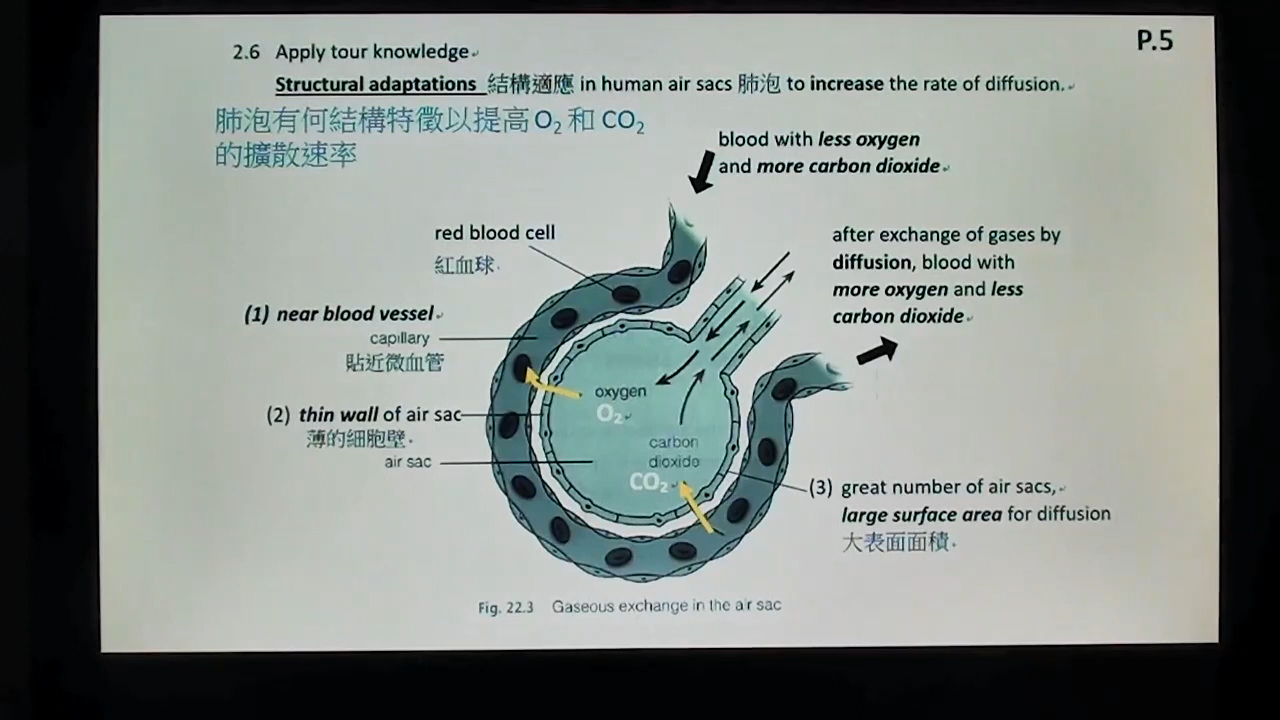 P.5
2.6 Apply tour knowledge
Structural adaptations 結構適應 in human air sacs 肺泡 to increase the rate of diffusion.
肺泡有何結構特徵以提高 O₂ 和 CO₂
的擴散速率
blood with less oxygen
and more carbon dioxide
red blood cell
紅血球
after exchange of gases by
diffusion, blood with
more oxygen and less
carbon dioxide
(1) near blood vessel
capillary
貼近微血管
(2) thin wall of air sac
薄的細胞壁
air sac
oxygen
O₂
carbon
dioxide
CO₂
(3) great number of air sacs,
large surface area for diffusion
大表面面積
Fig. 22.3 Gaseous exchange in the air sac